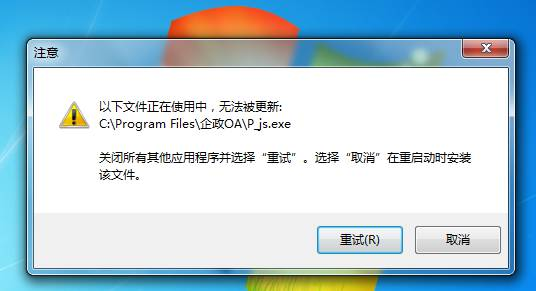 注意
以下文件正在使用中，无法被更新:
C:\Program Files\企政OA\P_js.exe
关闭所有其他应用程序并选择“重试”。选择“取消”在重启动时安装
该文件。
重试(R)
取消